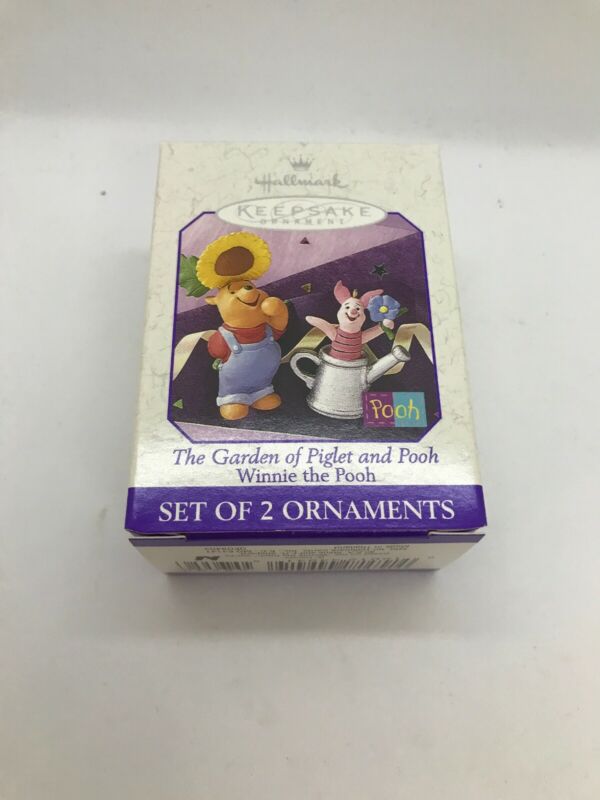 Hallmark
KEEPSAKE
ORNAMENT
Pooh
The Garden of Piglet and Pooh
Winnie the Pooh
SET OF 2 ORNAMENTS